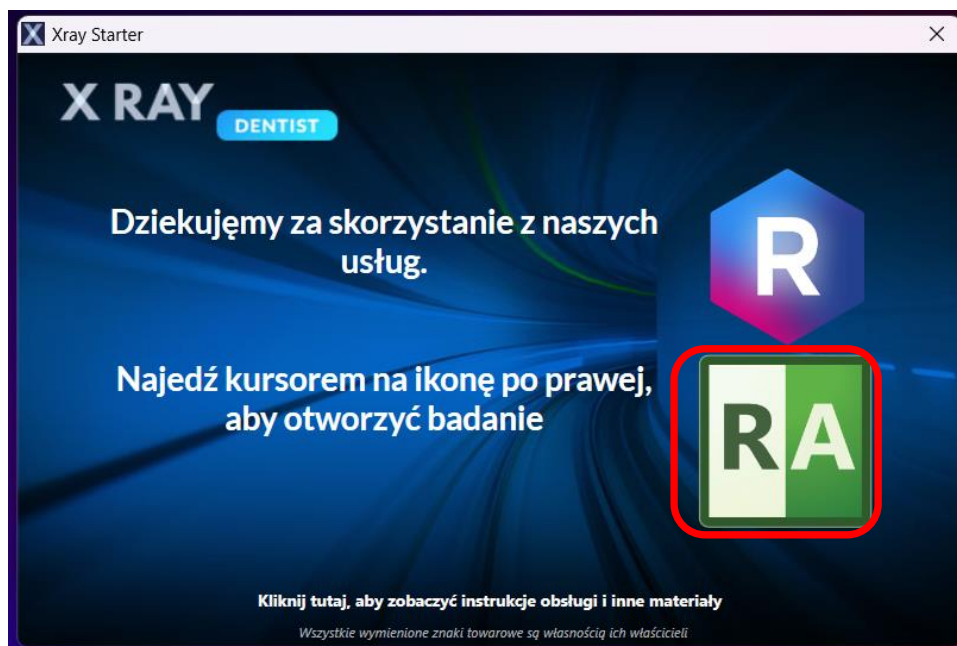 Xray Starter
X RAY
DENTIST
Dziekujęmy za skorzystanie z naszych
usług.
R
Najedź kursorem na ikonę po prawej,
aby otworzyć badanie
RA
Kliknij tutaj, aby zobaczyć instrukcje obsługi i inne materiały
Wszystkie wymienione znaki towarowe są własnością ich właścicieli